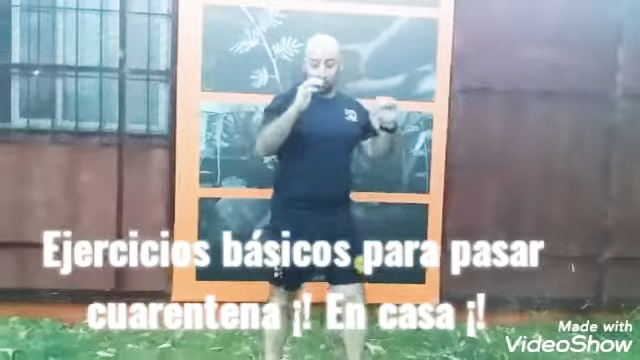 Ejercicios básicos para pasar
cuarentena ¡! En casa ¡!
Made with
VideoShow